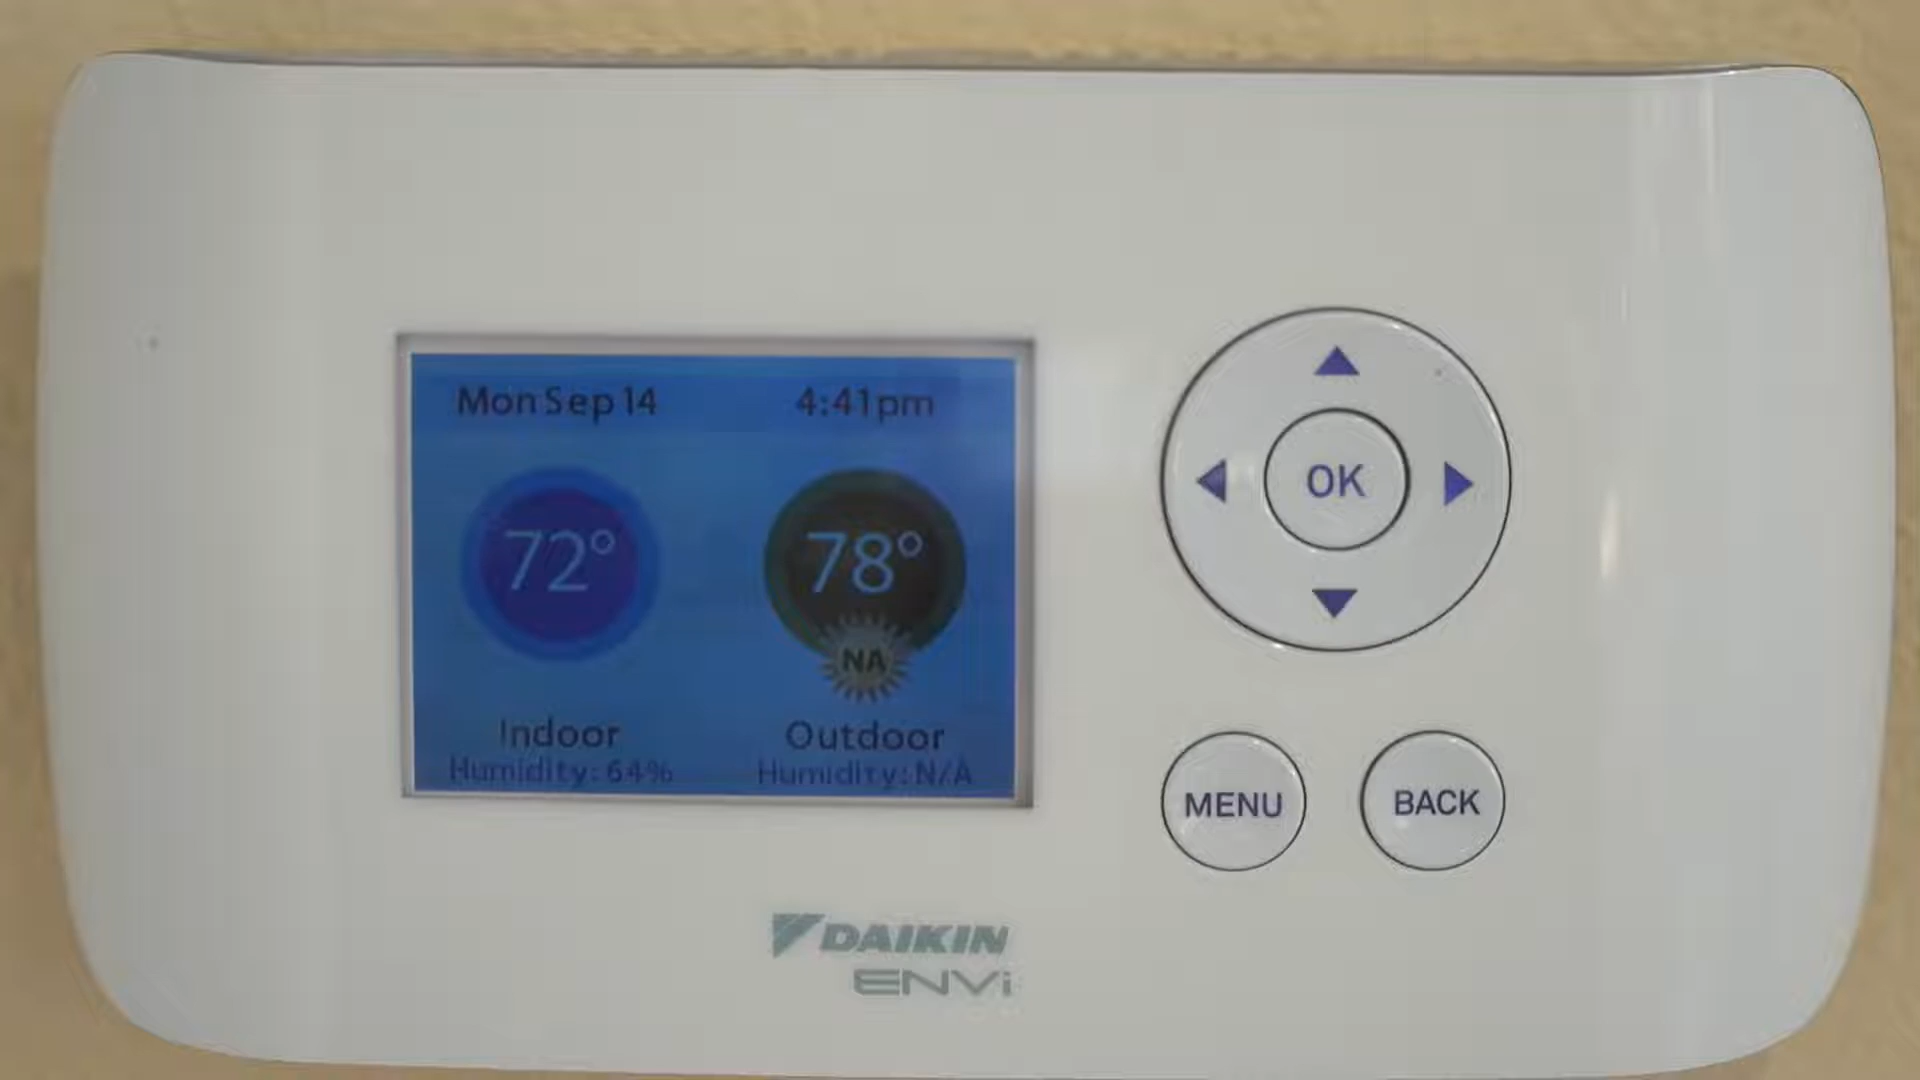 Mon Sep 14 4:41pm
72° 78°
NA
Indoor Outdoor
Humidity: 64% Humidity: N/A
OK
MENU BACK
DAIKIN
ENVi